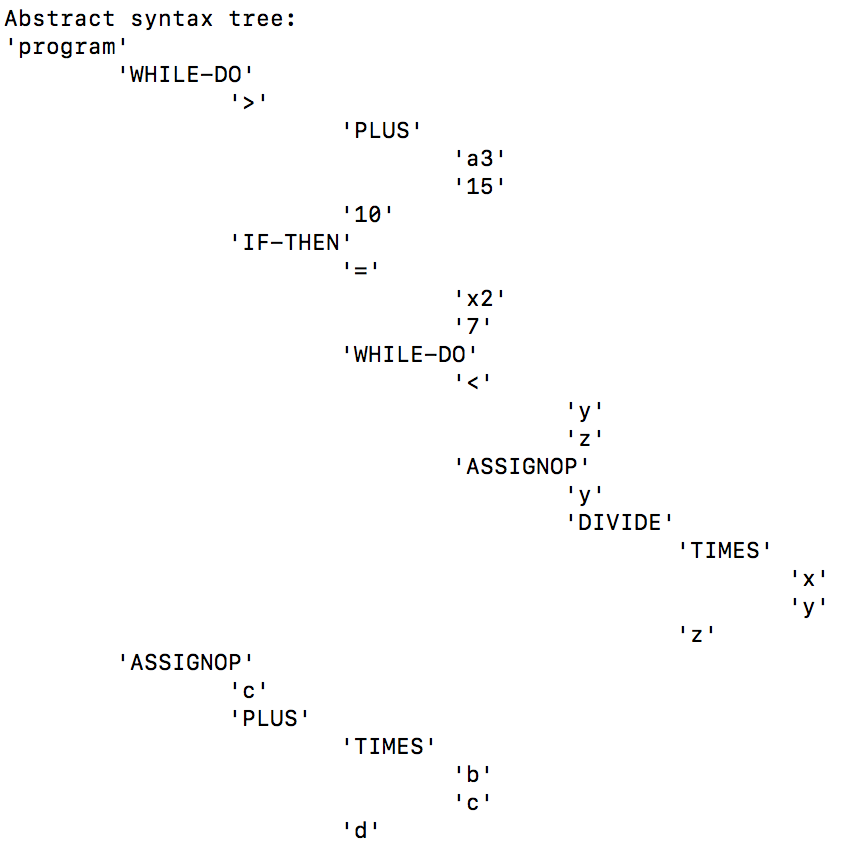 Abstract syntax tree:
'program'
        'WHILE-DO'
                '>'
                        'PLUS'
                                'a3'
                                '15'
                        '10'
                'IF-THEN'
                        '='
                                'x2'
                                '7'
                        'WHILE-DO'
                                '<'
                                        'y'
                                        'z'
                                'ASSIGNOP'
                                        'y'
                                        'DIVIDE'
                                                'TIMES'
                                                        'x'
                                                        'y'
                                                'z'
        'ASSIGNOP'
                'c'
                'PLUS'
                        'TIMES'
                                'b'
                                'c'
                        'd'